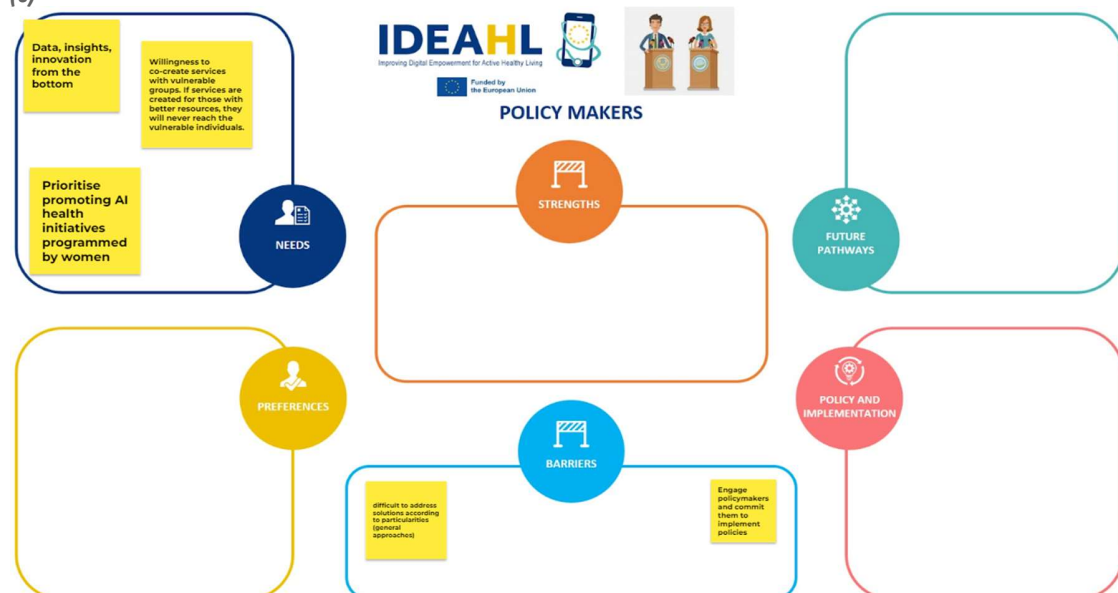 (c)
IDEAHL
Improving Digital Empowerment for Active Healthy Living
Funded by
the European Union
POLICY MAKERS
Data, insights,
innovation
from the
bottom
Willingness to
co-create services
with vulnerable
groups. If services are
created for those with
better resources, they
will never reach the
vulnerable individuals.
Prioritise
promoting AI
health
initiatives
programmed
by women
NEEDS
STRENGTHS
FUTURE
PATHWAYS
PREFERENCES
POLICY AND
IMPLEMENTATION
BARRIERS
difficult to address
solutions according
to particularities
(general
approaches)
Engage
policymakers
and commit
them to
implement
policies